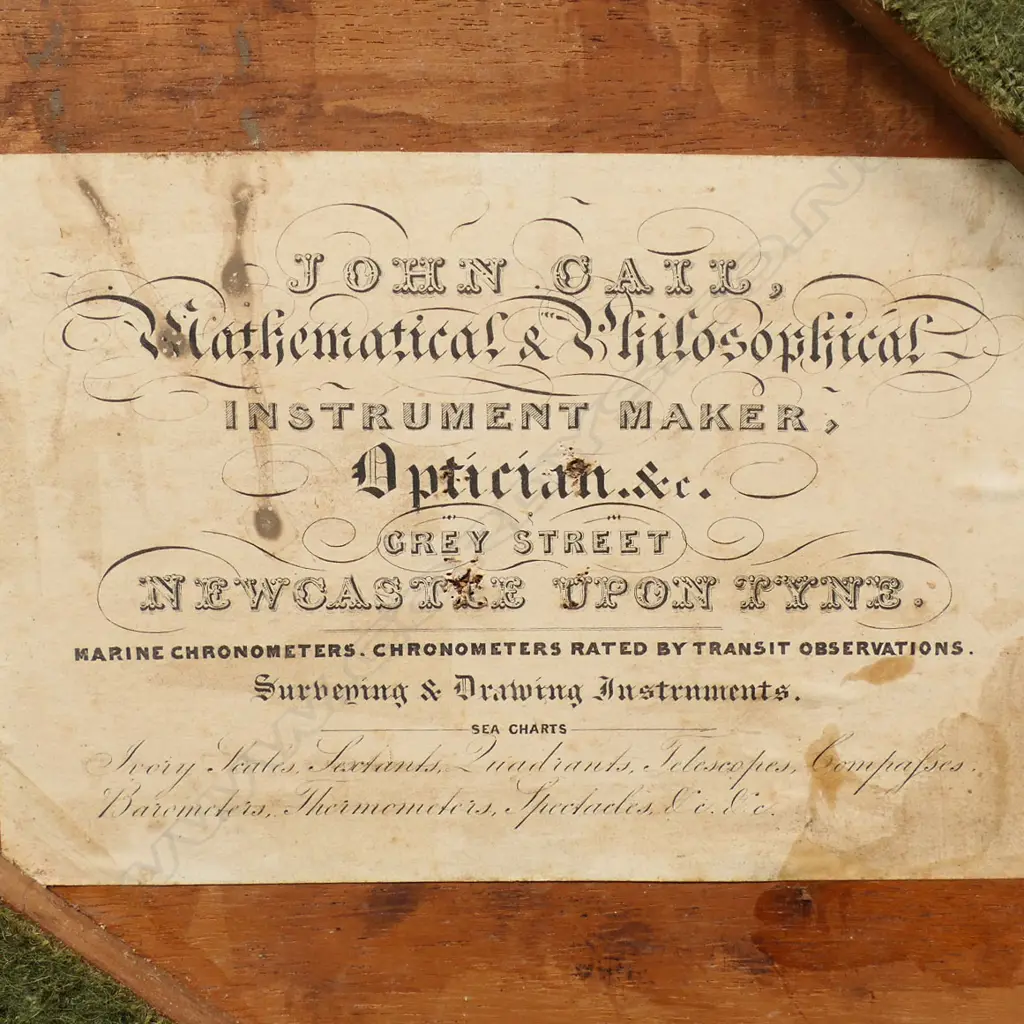 JOHN CAIL,
Mathematical & Philosophical
INSTRUMENT MAKER,
Optician. &c.
GREY STREET
NEWCASTLE UPON TYNE.
MARINE CHRONOMETERS. CHRONOMETERS RATED BY TRANSIT OBSERVATIONS.
Surveying & Drawing Instruments.
SEA CHARTS
Ivory Scales, Sextants, Quadrants, Telescopes, Compaſses.
Barometers, Thermometers, Spectacles, &c. &c.